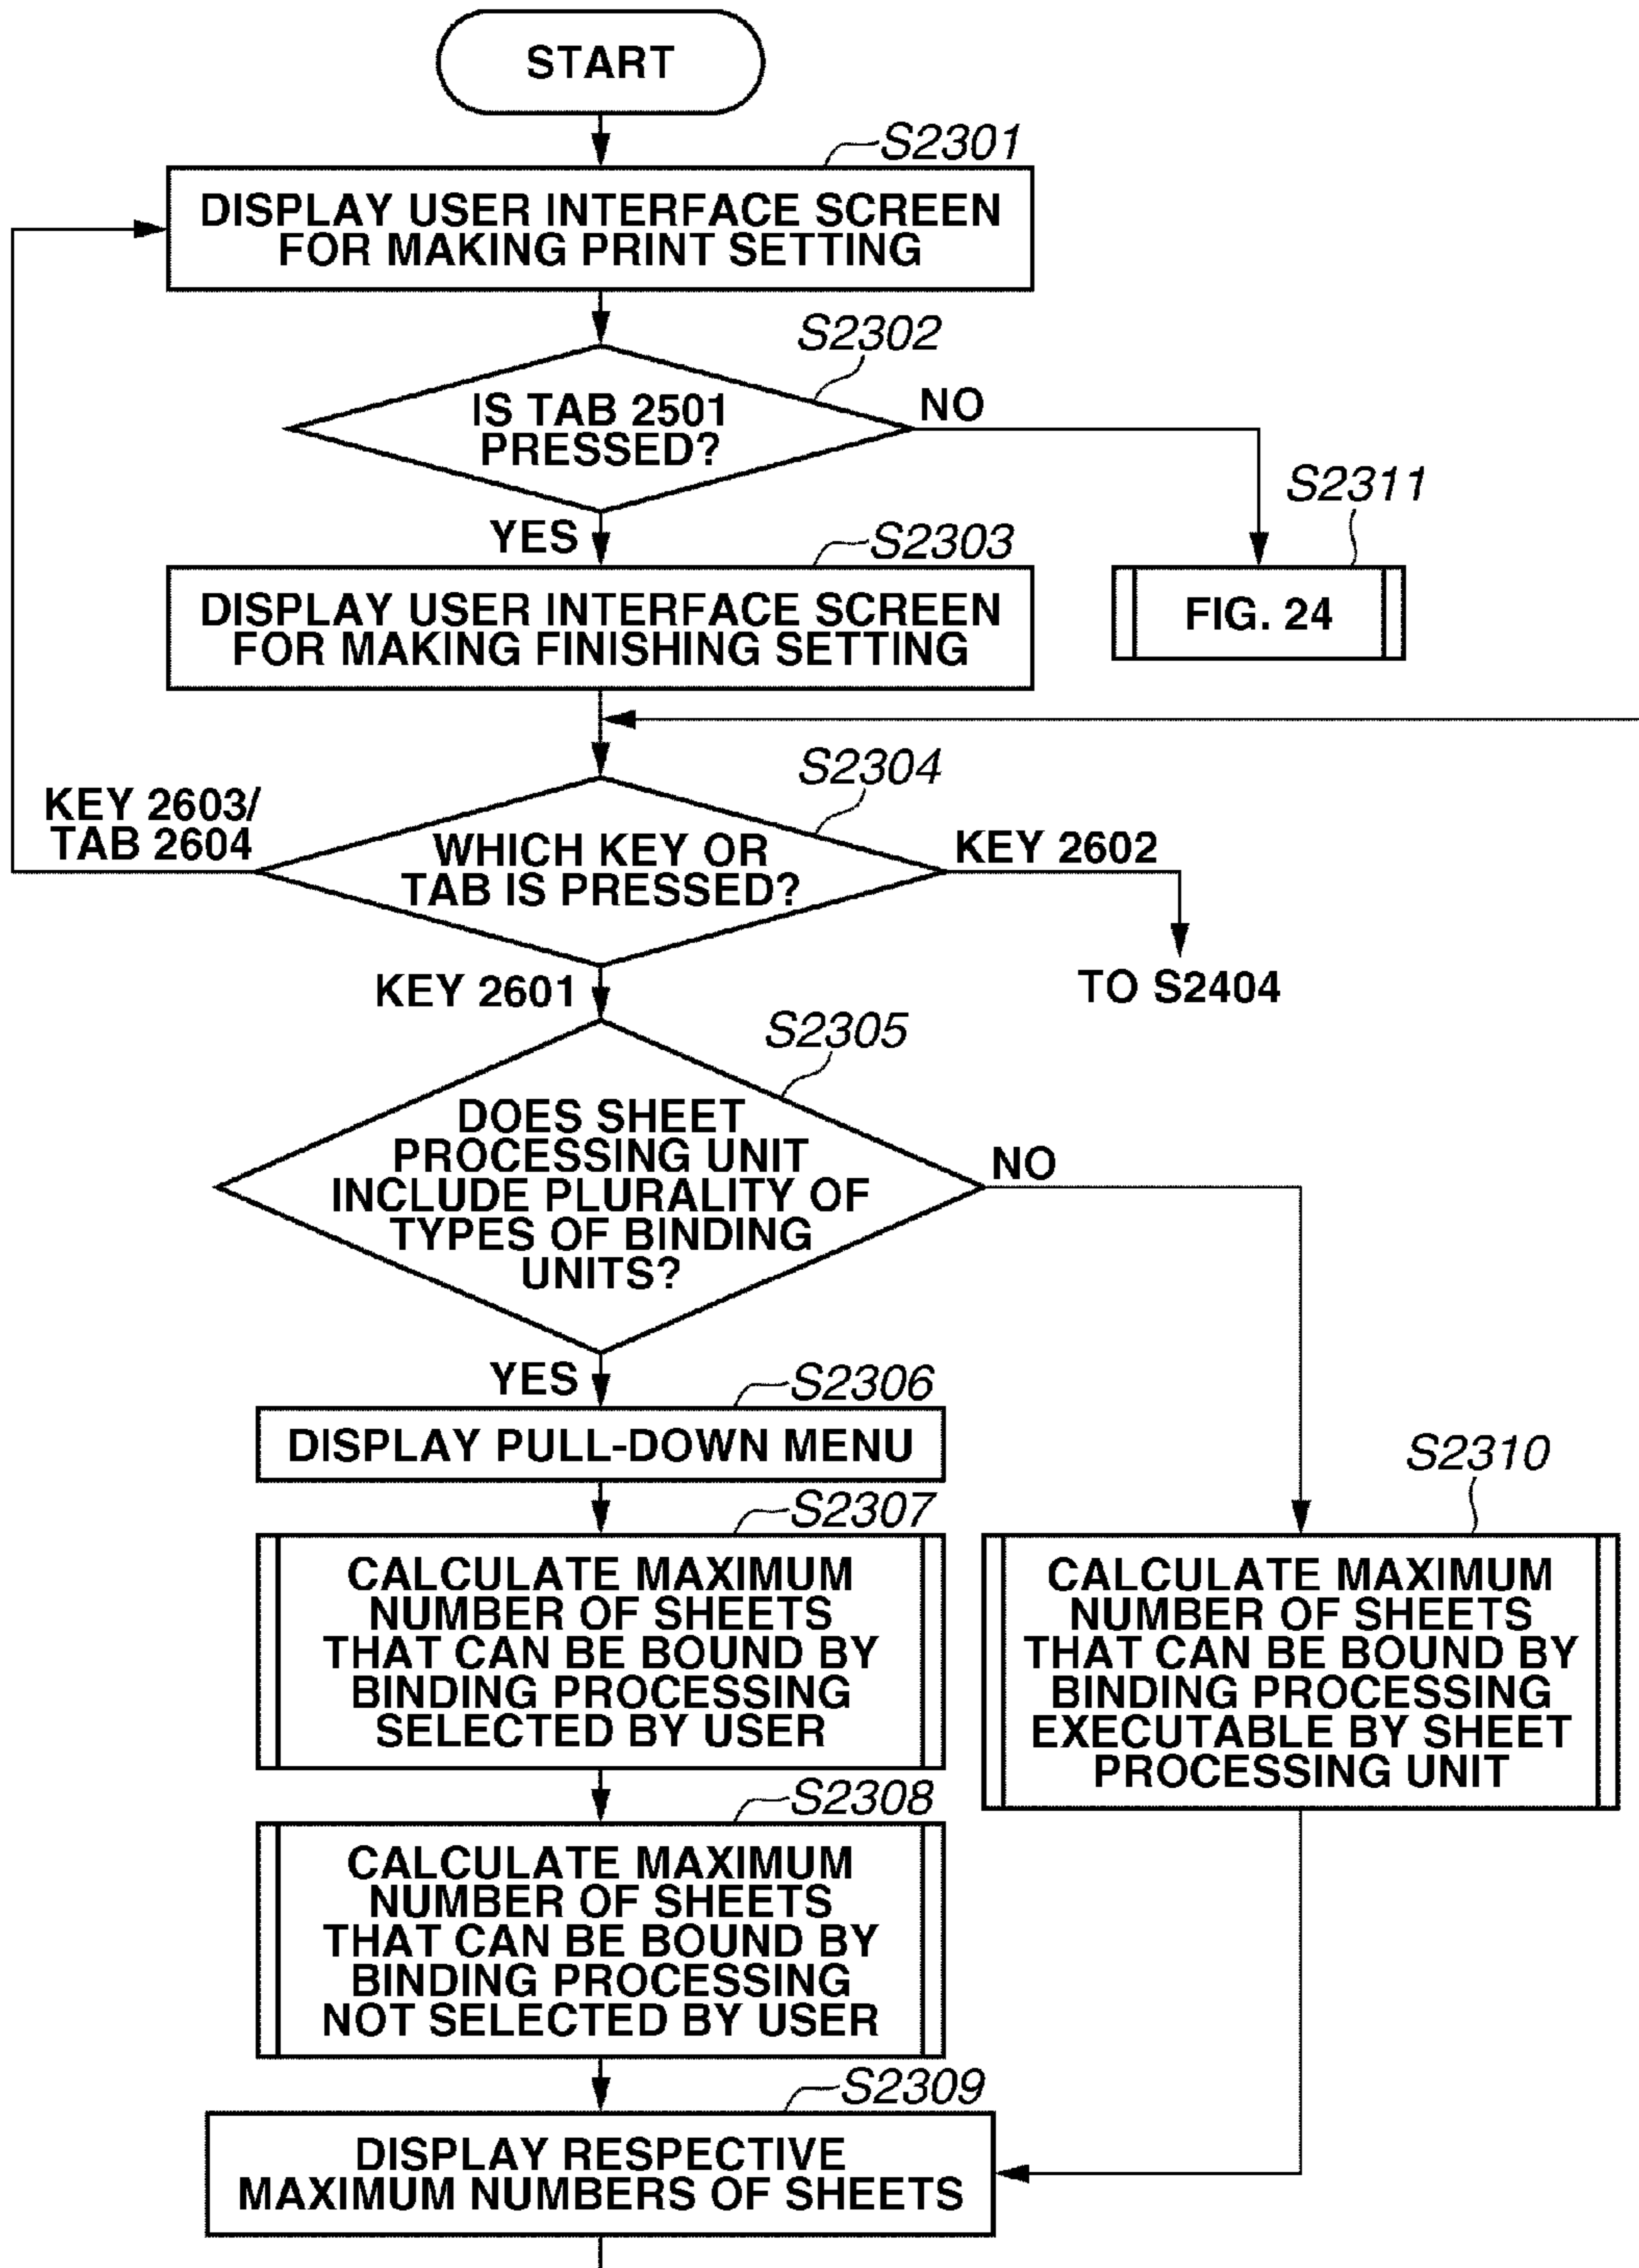 START
S2301
DISPLAY USER INTERFACE SCREEN
FOR MAKING PRINT SETTING
S2302
IS TAB 2501
PRESSED?
NO
S2311
YES
S2303
DISPLAY USER INTERFACE SCREEN
FOR MAKING FINISHING SETTING
FIG. 24
S2304
KEY 2603/
TAB 2604
WHICH KEY OR
TAB IS PRESSED?
KEY 2602
TO S2404
KEY 2601
S2305
DOES SHEET
PROCESSING UNIT
INCLUDE PLURALITY OF
TYPES OF BINDING
UNITS?
NO
YES
S2306
DISPLAY PULL-DOWN MENU
S2310
S2307
CALCULATE MAXIMUM
NUMBER OF SHEETS
THAT CAN BE BOUND BY
BINDING PROCESSING
SELECTED BY USER
CALCULATE MAXIMUM
NUMBER OF SHEETS
THAT CAN BE BOUND BY
BINDING PROCESSING
EXECUTABLE BY SHEET
PROCESSING UNIT
S2308
CALCULATE MAXIMUM
NUMBER OF SHEETS
THAT CAN BE BOUND BY
BINDING PROCESSING
NOT SELECTED BY USER
S2309
DISPLAY RESPECTIVE
MAXIMUM NUMBERS OF SHEETS